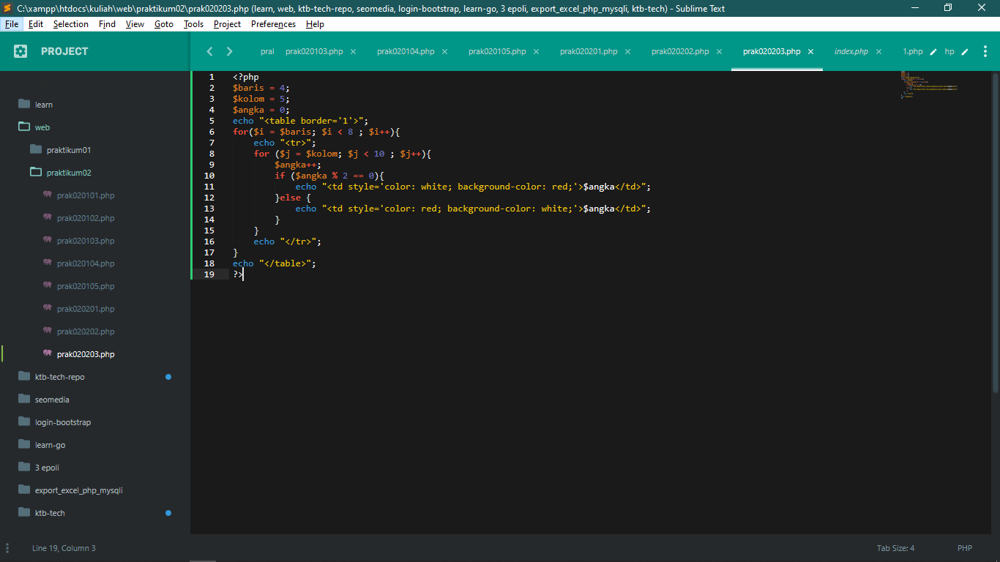 C:\xampp\htdocs\kuliah\web\praktikum02\prak020203.php (learn, web, ktb-tech-repo, seomedia, login-bootstrap, learn-go, 3 epoli, export_excel_php_mysqli, ktb-tech) - Sublime Text
File Edit Selection Find View Goto Tools Project Preferences Help
PROJECT
pral prak020103.php prak020104.php prak020105.php prak020201.php prak020202.php prak020203.php index.php 1.php hp
learn
web
praktikum01
praktikum02
prak020101.php
prak020102.php
prak020103.php
prak020104.php
prak020105.php
prak020201.php
prak020202.php
prak020203.php
ktb-tech-repo
seomedia
login-bootstrap
learn-go
3 epoli
export_excel_php_mysqli
ktb-tech
1 <?php
2 $baris = 4;
3 $kolom = 5;
4 $angka = 0;
5 echo "<table border='1'>";
6 for($i = $baris; $i < 8 ; $i++){
7     echo "<tr>";
8     for ($j = $kolom; $j < 10 ; $j++){
9         $angka++;
10         if ($angka % 2 == 0){
11             echo "<td style='color: white; background-color: red;'>$angka</td>";
12         }else {
13             echo "<td style='color: red; background-color: white;'>$angka</td>";
14         }
15     }
16     echo "</tr>";
17 }
18 echo "</table>";
19 ?>
Line 19, Column 3
Tab Size: 4 PHP